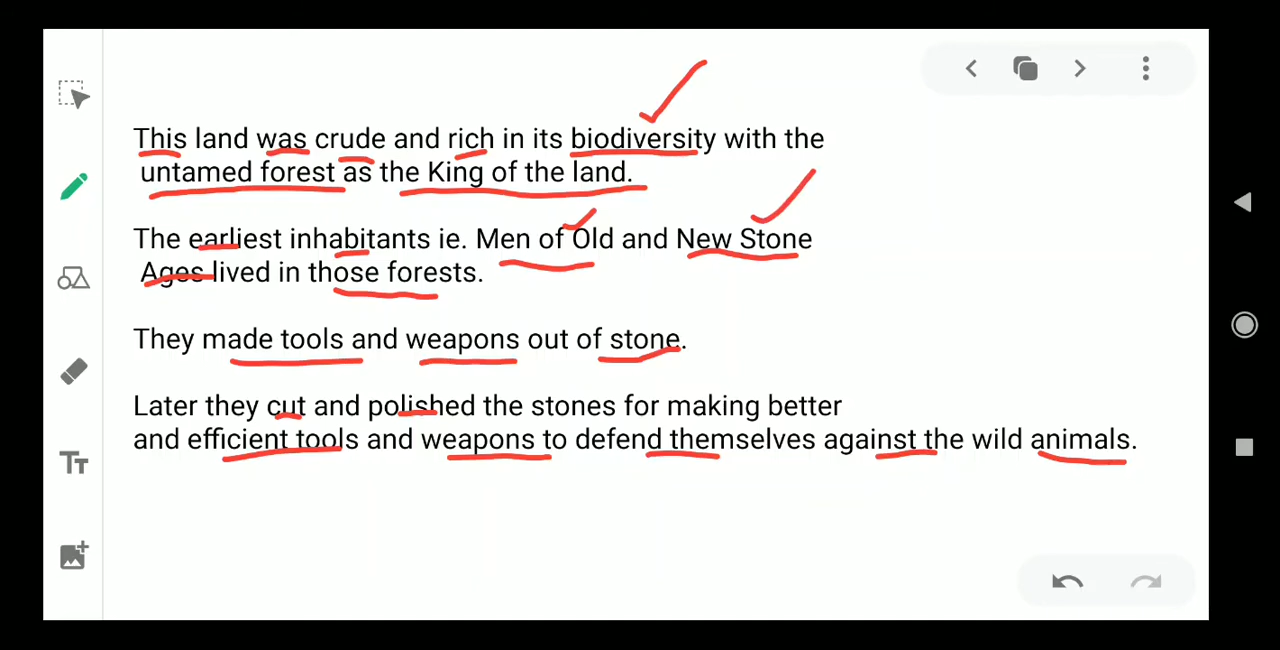 This land was crude and rich in its biodiversity with the
untamed forest as the King of the land.
The earliest inhabitants ie. Men of Old and New Stone
Ages lived in those forests.
They made tools and weapons out of stone.
Later they cut and polished the stones for making better
and efficient tools and weapons to defend themselves against the wild animals.
TT